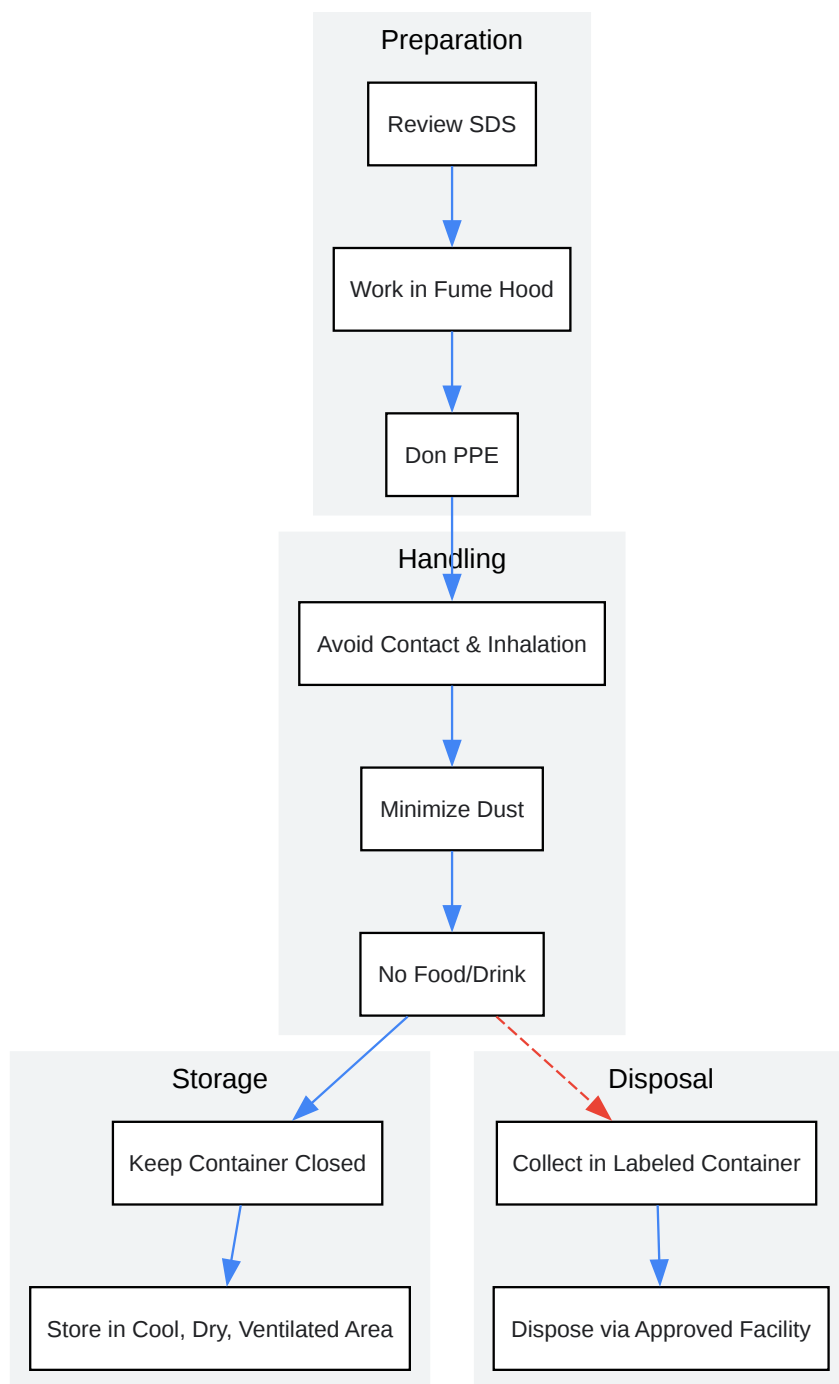 Preparation
Review SDS
Work in Fume Hood
Don PPE
Handling
Avoid Contact & Inhalation
Minimize Dust
No Food/Drink
Storage
Keep Container Closed
Store in Cool, Dry, Ventilated Area
Disposal
Collect in Labeled Container
Dispose via Approved Facility